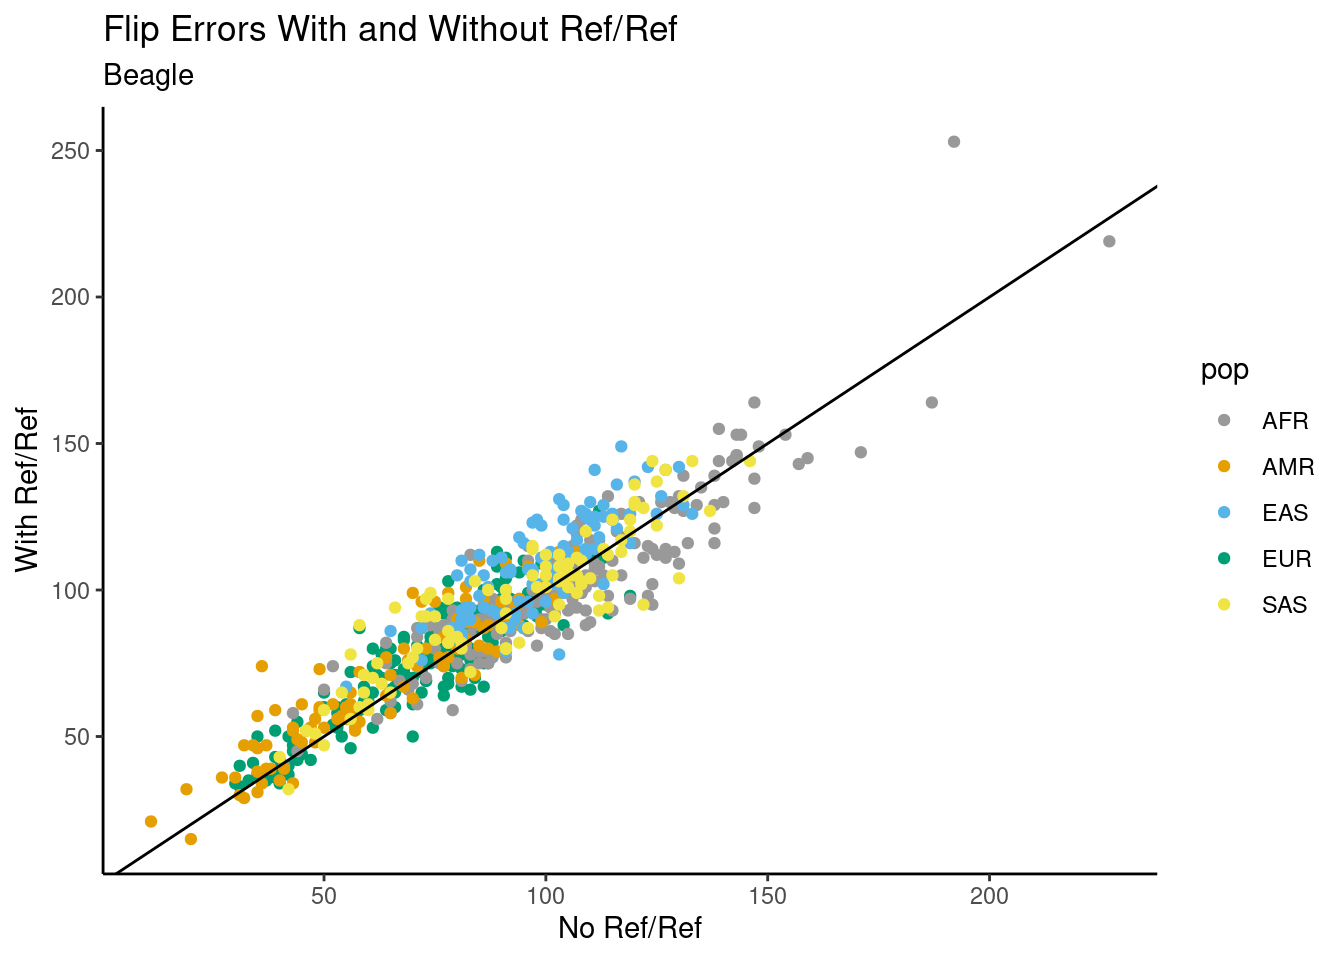 Flip Errors With and Without Ref/Ref
Beagle
250
200
150
100
50
With Ref/Ref
50
100
150
200
No Ref/Ref
pop
AFR
AMR
EAS
EUR
SAS